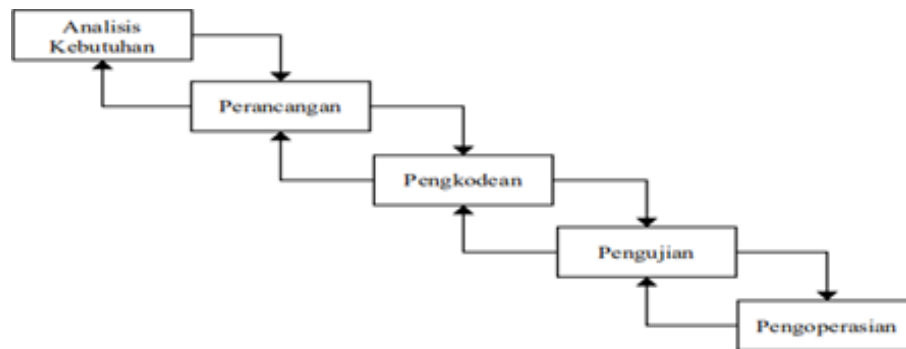 Analisis
Kebutuhan
Perancangan
Pengkodean
Pengujian
Pengoperasian